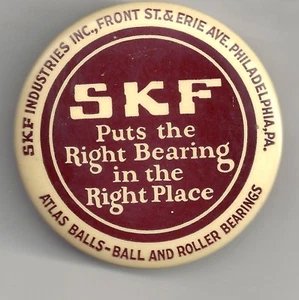 SKF INDUSTRIES INC., FRONT ST. & ERIE AVE. PHILADELPHIA, PA.
SKF
Puts the
Right Bearing
in the
Right Place
ATLAS BALLS-BALL AND ROLLER BEARINGS